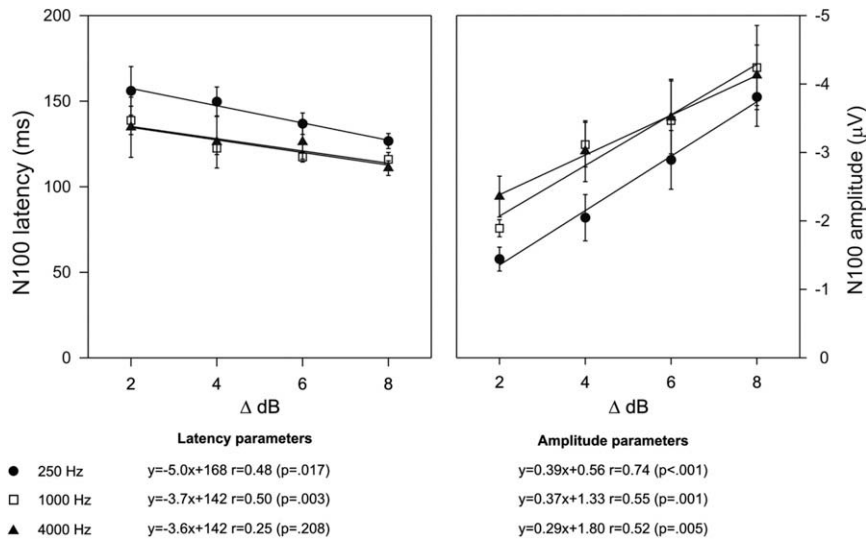 200
150
100
50
0
N100 latency (ms)
2 4 6 8
Δ dB
-5
-4
-3
-2
-1
0
N100 amplitude (μV)
2 4 6 8
Δ dB
Latency parameters Amplitude parameters
250 Hz y=-5.0x+168 r=0.48 (p=.017) y=0.39x+0.56 r=0.74 (p<.001)
1000 Hz y=-3.7x+142 r=0.50 (p=.003) y=0.37x+1.33 r=0.55 (p=.001)
4000 Hz y=-3.6x+142 r=0.25 (p=.208) y=0.29x+1.80 r=0.52 (p=.005)